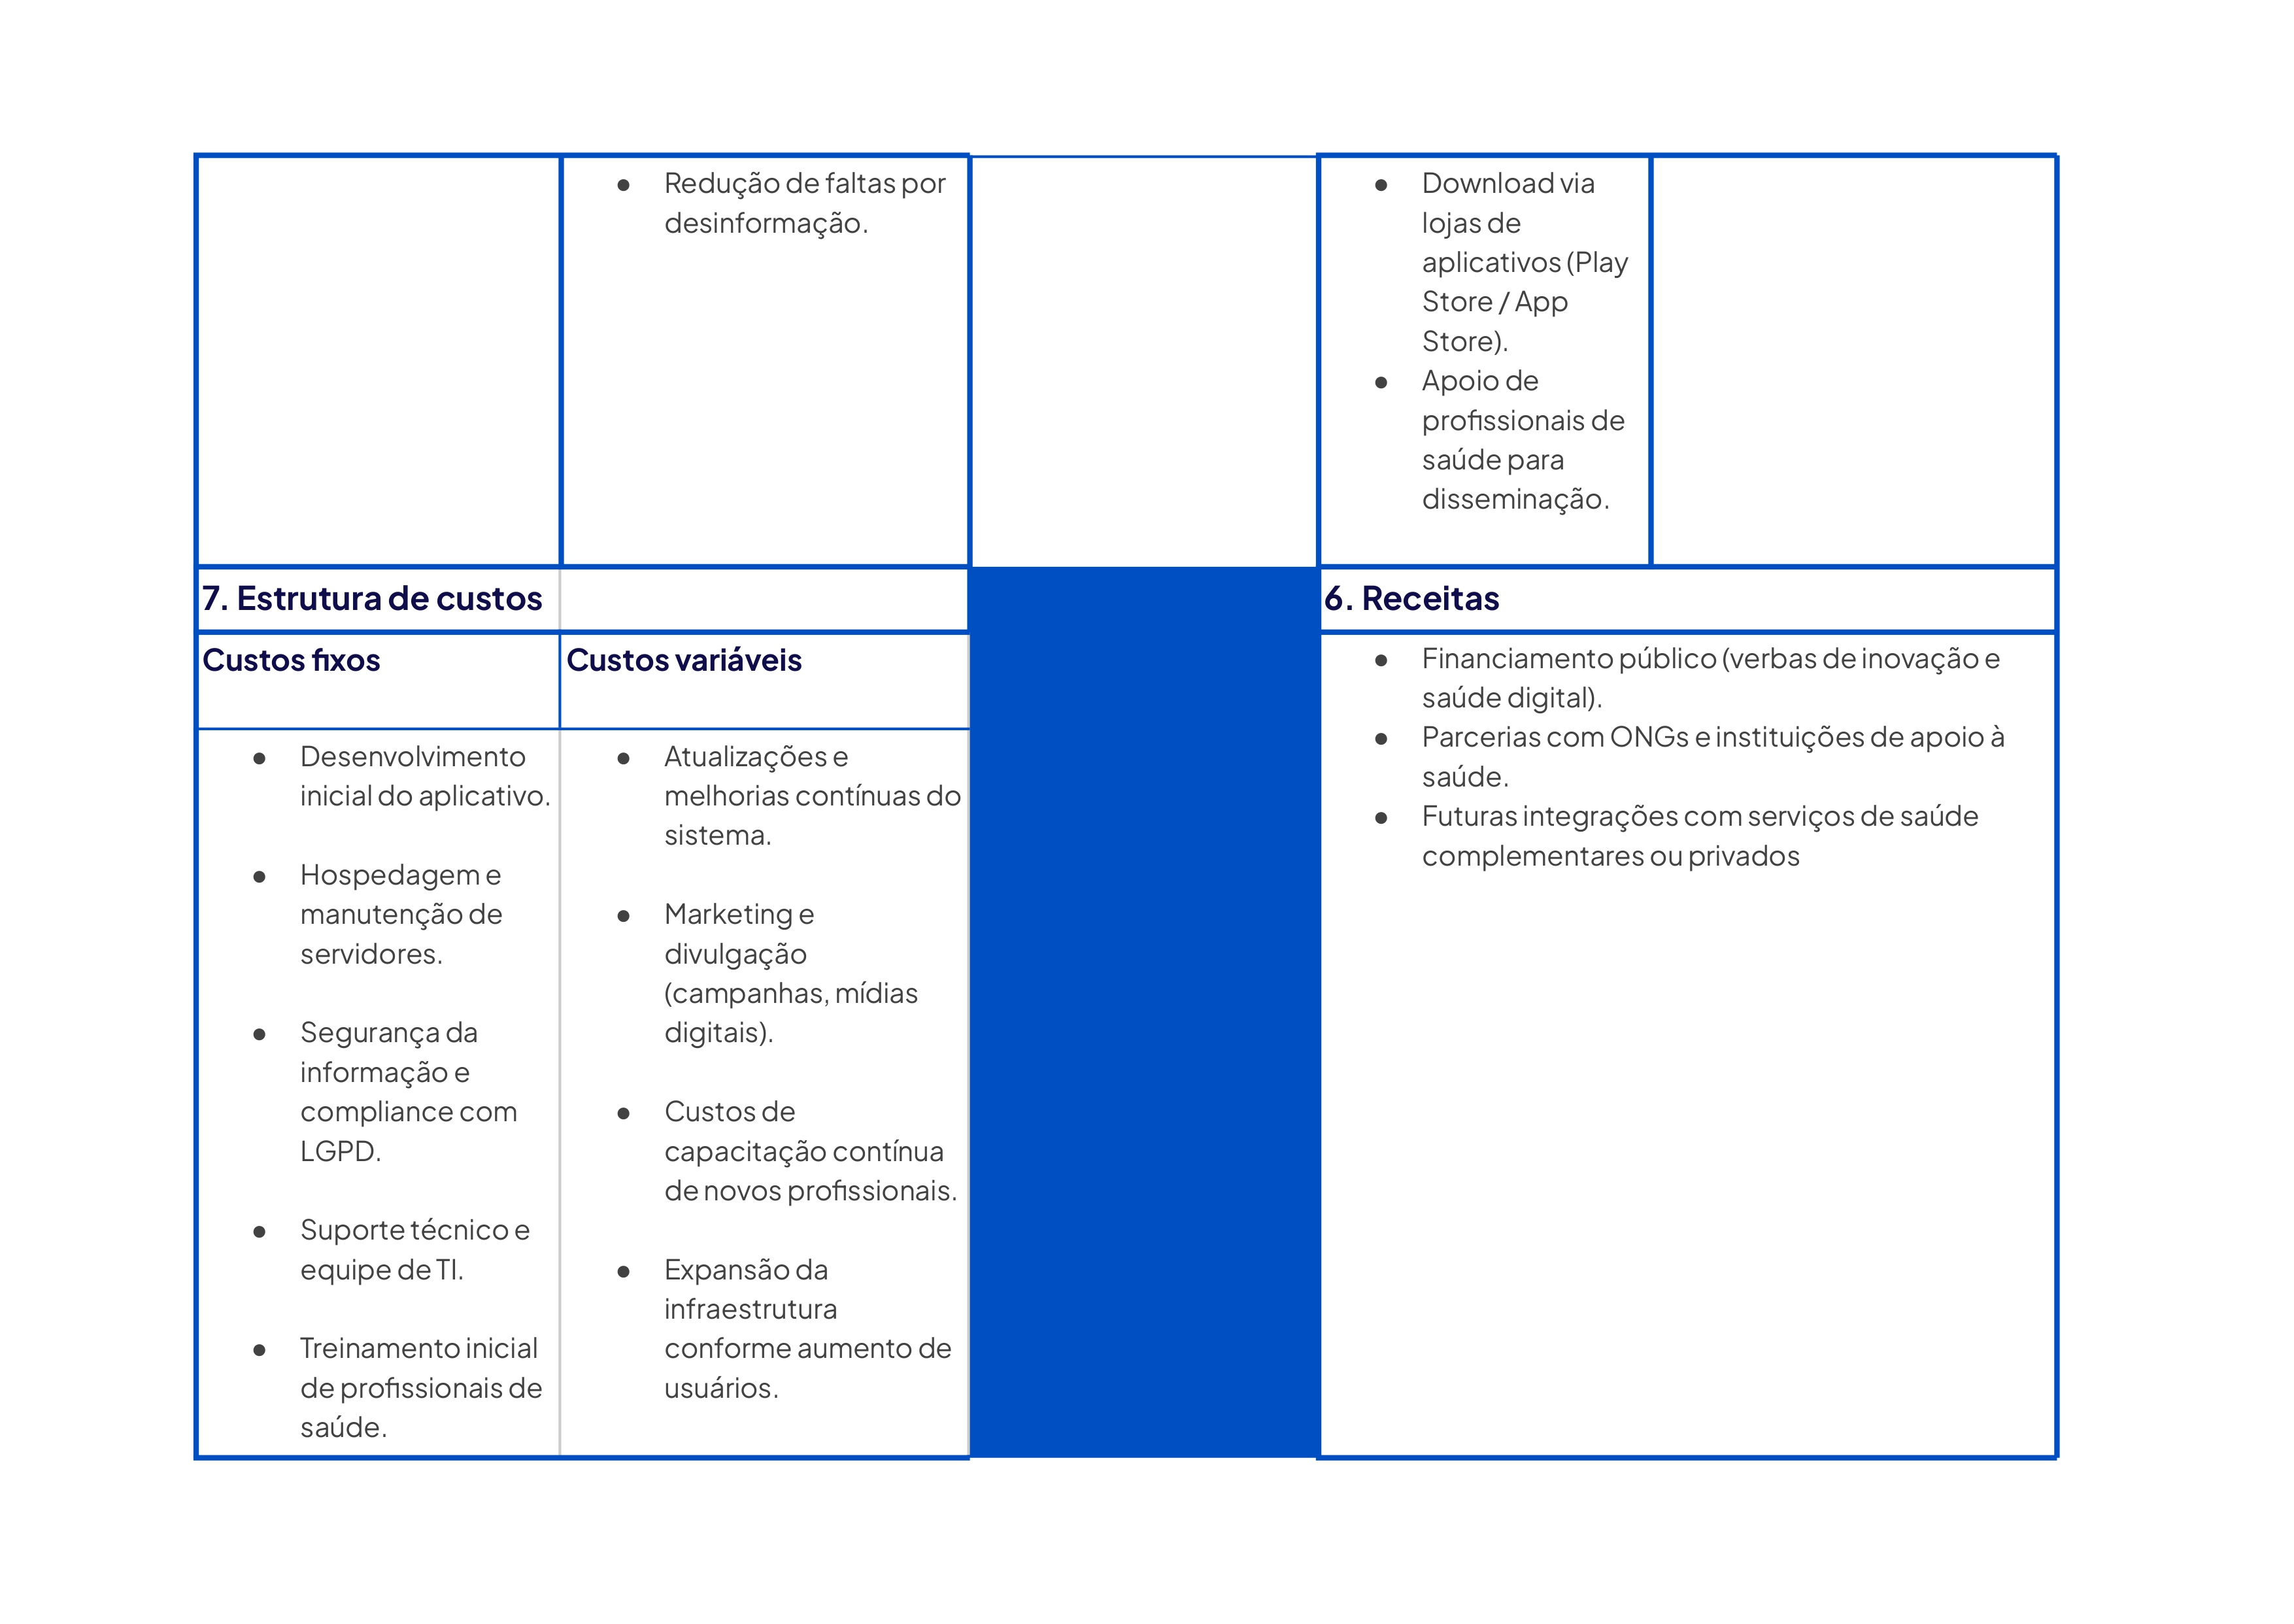 Redução de faltas por
desinformação.
Download via
lojas de
aplicativos (Play
Store / App
Store).
Apoio de
profissionais de
saúde para
disseminação.
7. Estrutura de custos
6. Receitas
Custos fixos
Custos variáveis
Desenvolvimento
inicial do aplicativo.
Hospedagem e
manutenção de
servidores.
Segurança da
informação e
compliance com
LGPD.
Suporte técnico e
equipe de TI.
Treinamento inicial
de profissionais de
saúde.
Atualizações e
melhorias contínuas do
sistema.
Marketing e
divulgação
(campanhas, mídias
digitais).
Custos de
capacitação contínua
de novos profissionais.
Expansão da
infraestrutura
conforme aumento de
usuários.
Financiamento público (verbas de inovação e
saúde digital).
Parcerias com ONGs e instituições de apoio à
saúde.
Futuras integrações com serviços de saúde
complementares ou privados